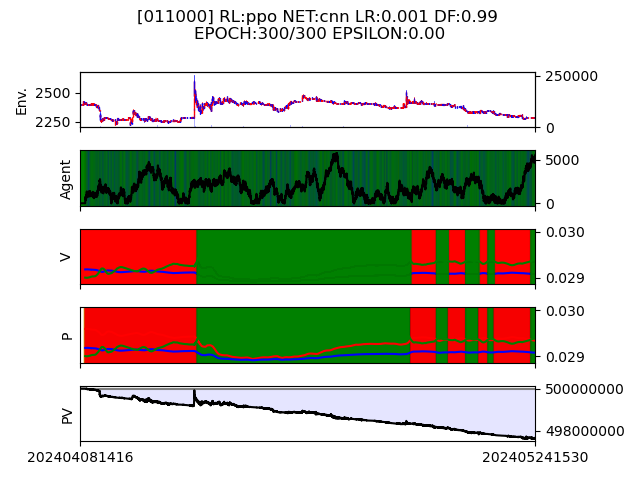 [011000] RL:ppo NET:cnn LR:0.001 DF:0.99
EPOCH:300/300 EPSILON:0.00
Env.
2500
2250
250000
0
Agent
5000
0
V
0.030
0.029
P
0.030
0.029
PV
500000000
498000000
202404081416
202405241530